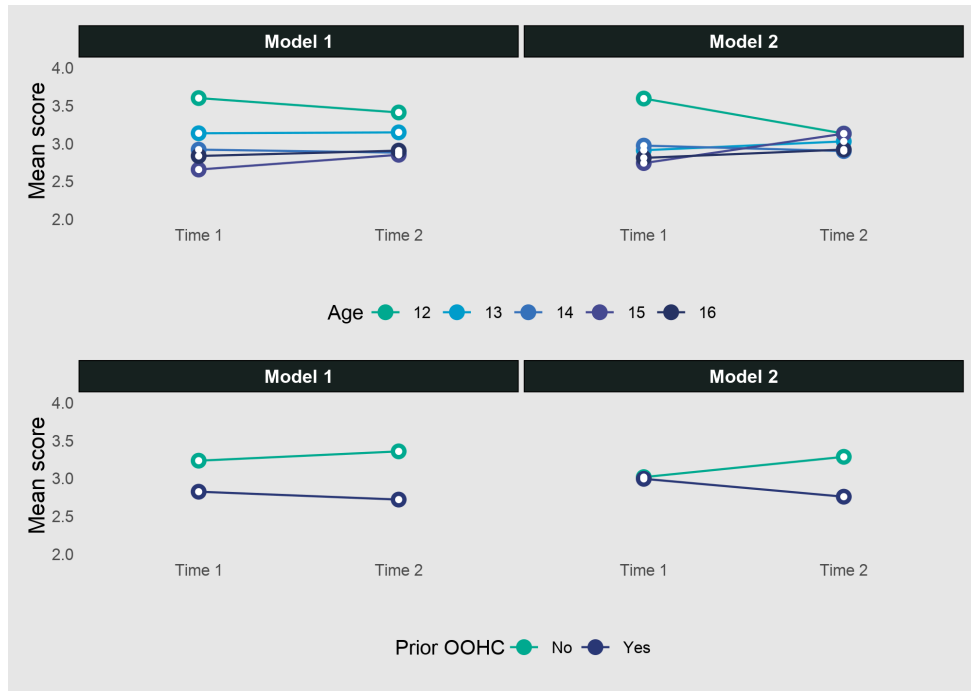 Model 1 Model 2
Mean score
4.0
3.5
3.0
2.5
2.0
Time 1 Time 2 Time 1 Time 2
Age 12 13 14 15 16
Model 1 Model 2
Mean score
4.0
3.5
3.0
2.5
2.0
Time 1 Time 2 Time 1 Time 2
Prior OOHC No Yes